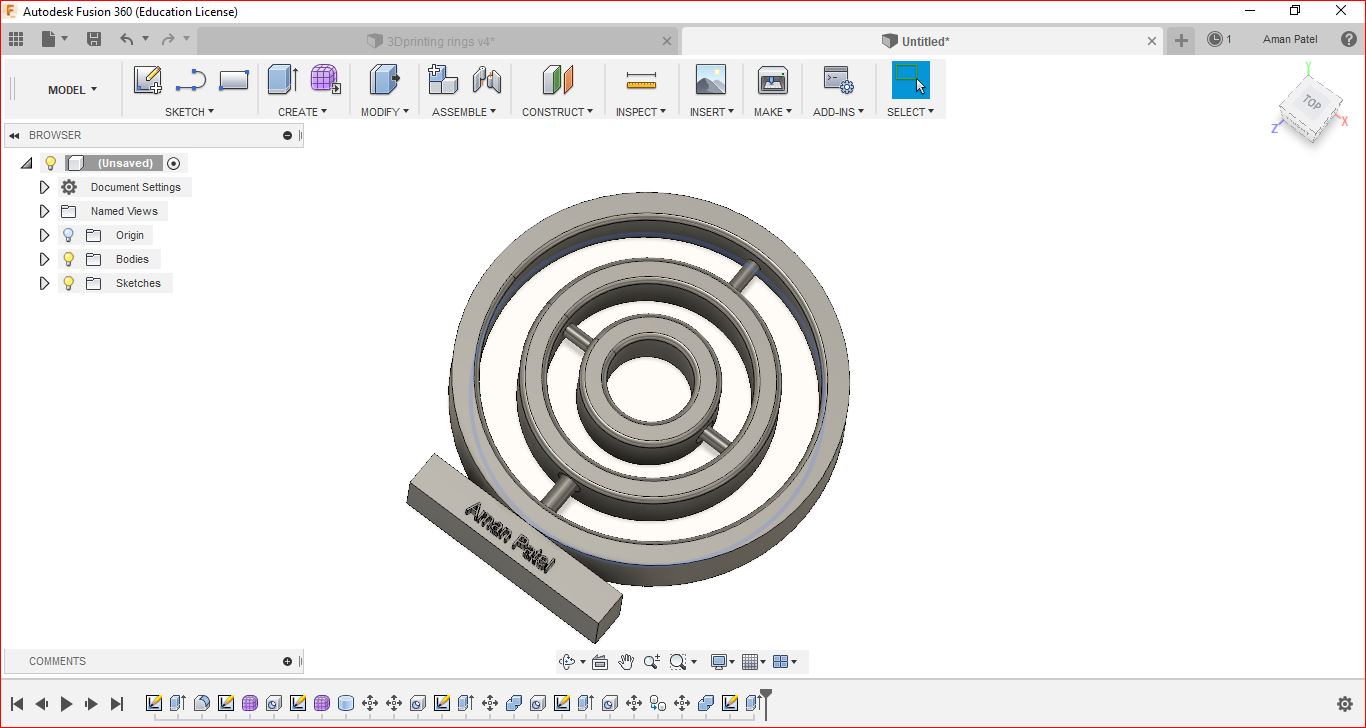 Autodesk Fusion 360 (Education License)
3Dprinting rings v4*
Untitled*
1
Aman Patel
MODEL
SKETCH
CREATE
MODIFY
ASSEMBLE
CONSTRUCT
INSPECT
INSERT
MAKE
ADD-INS
SELECT
Y
TOP
X
Z
BROWSER
(Unsaved)
Document Settings
Named Views
Origin
Bodies
Sketches
Aman Patel
COMMENTS